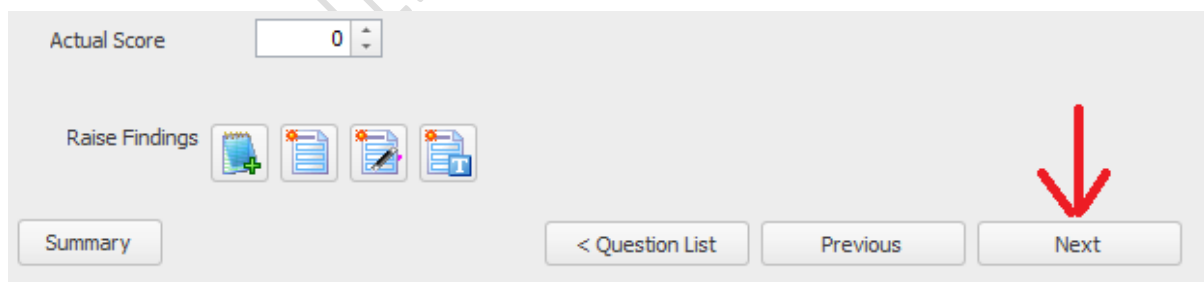 Actual Score 0
Raise Findings
T
Summary < Question List Previous Next